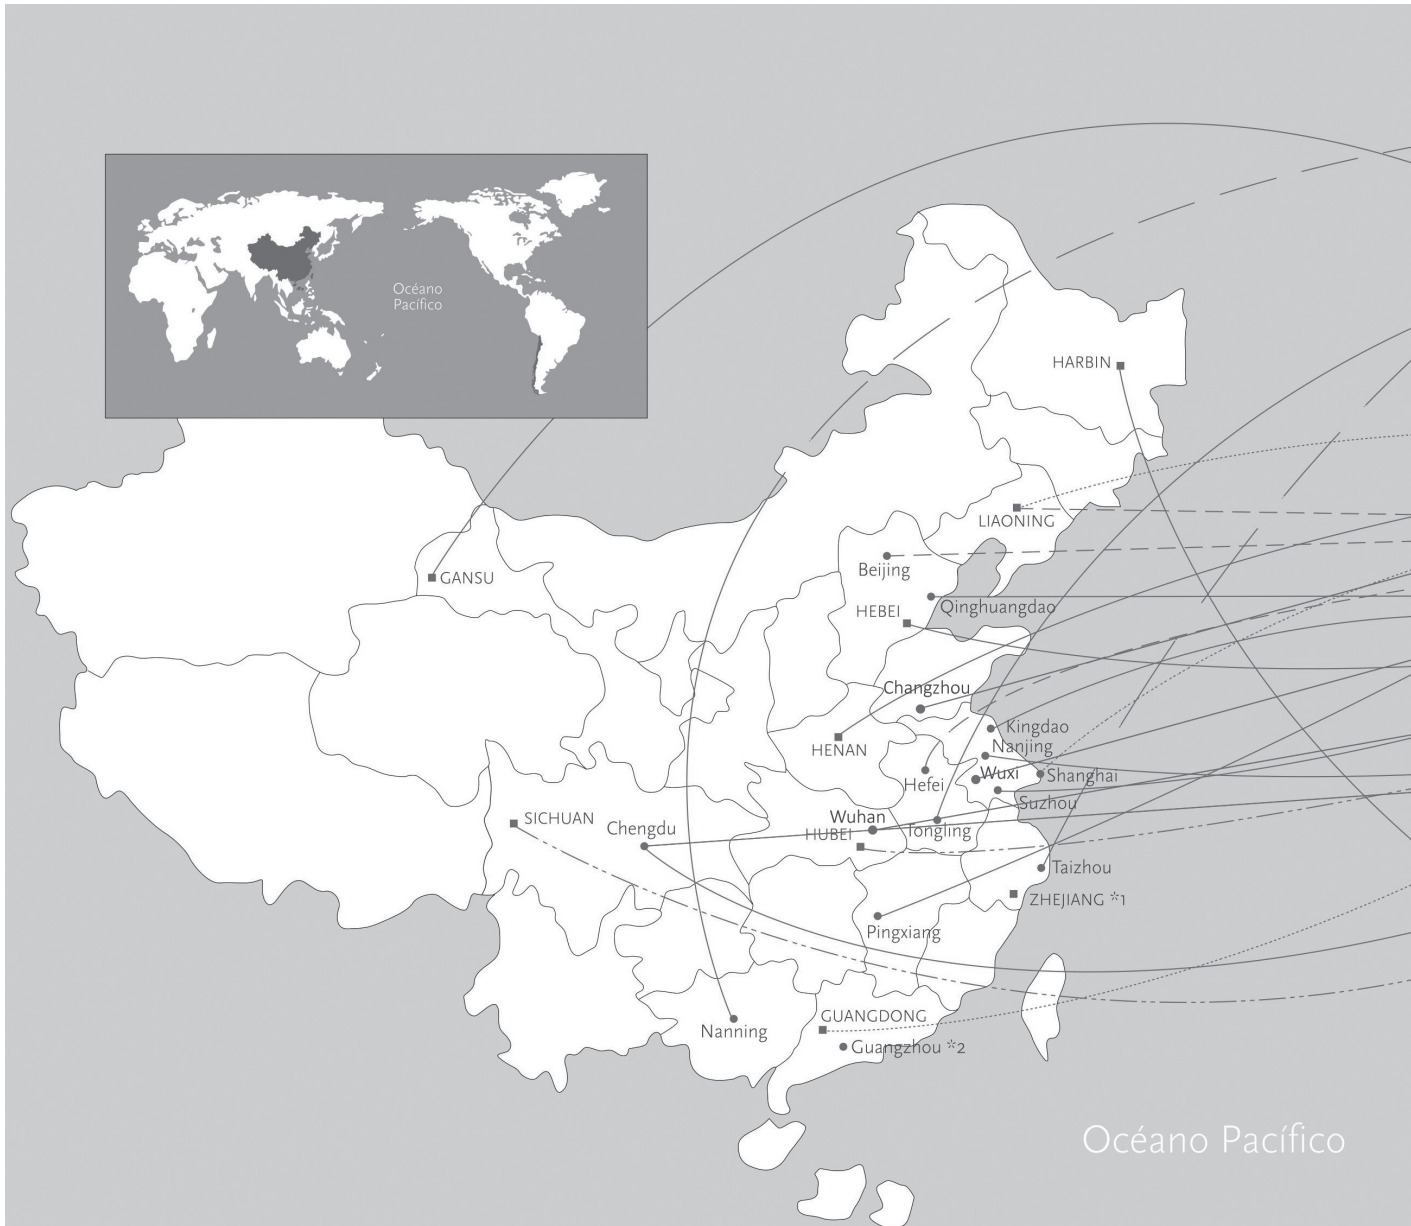 Océano
Pacífico
HARBIN
LIAONING
Beijing
GANSU
Qinghuangdao
HEBEI
Changzhou
Kingdao
HENAN
Nanjing
Hefei
Wuxi
Shanghai
Suzhou
SICHUAN
Chengdu
Wuhan
HUBEI
Tongling
Taizhou
ZHEJIANG *1
Pingxiang
GUANGDONG
Nanning
Guangzhou *2
Océano Pacífico